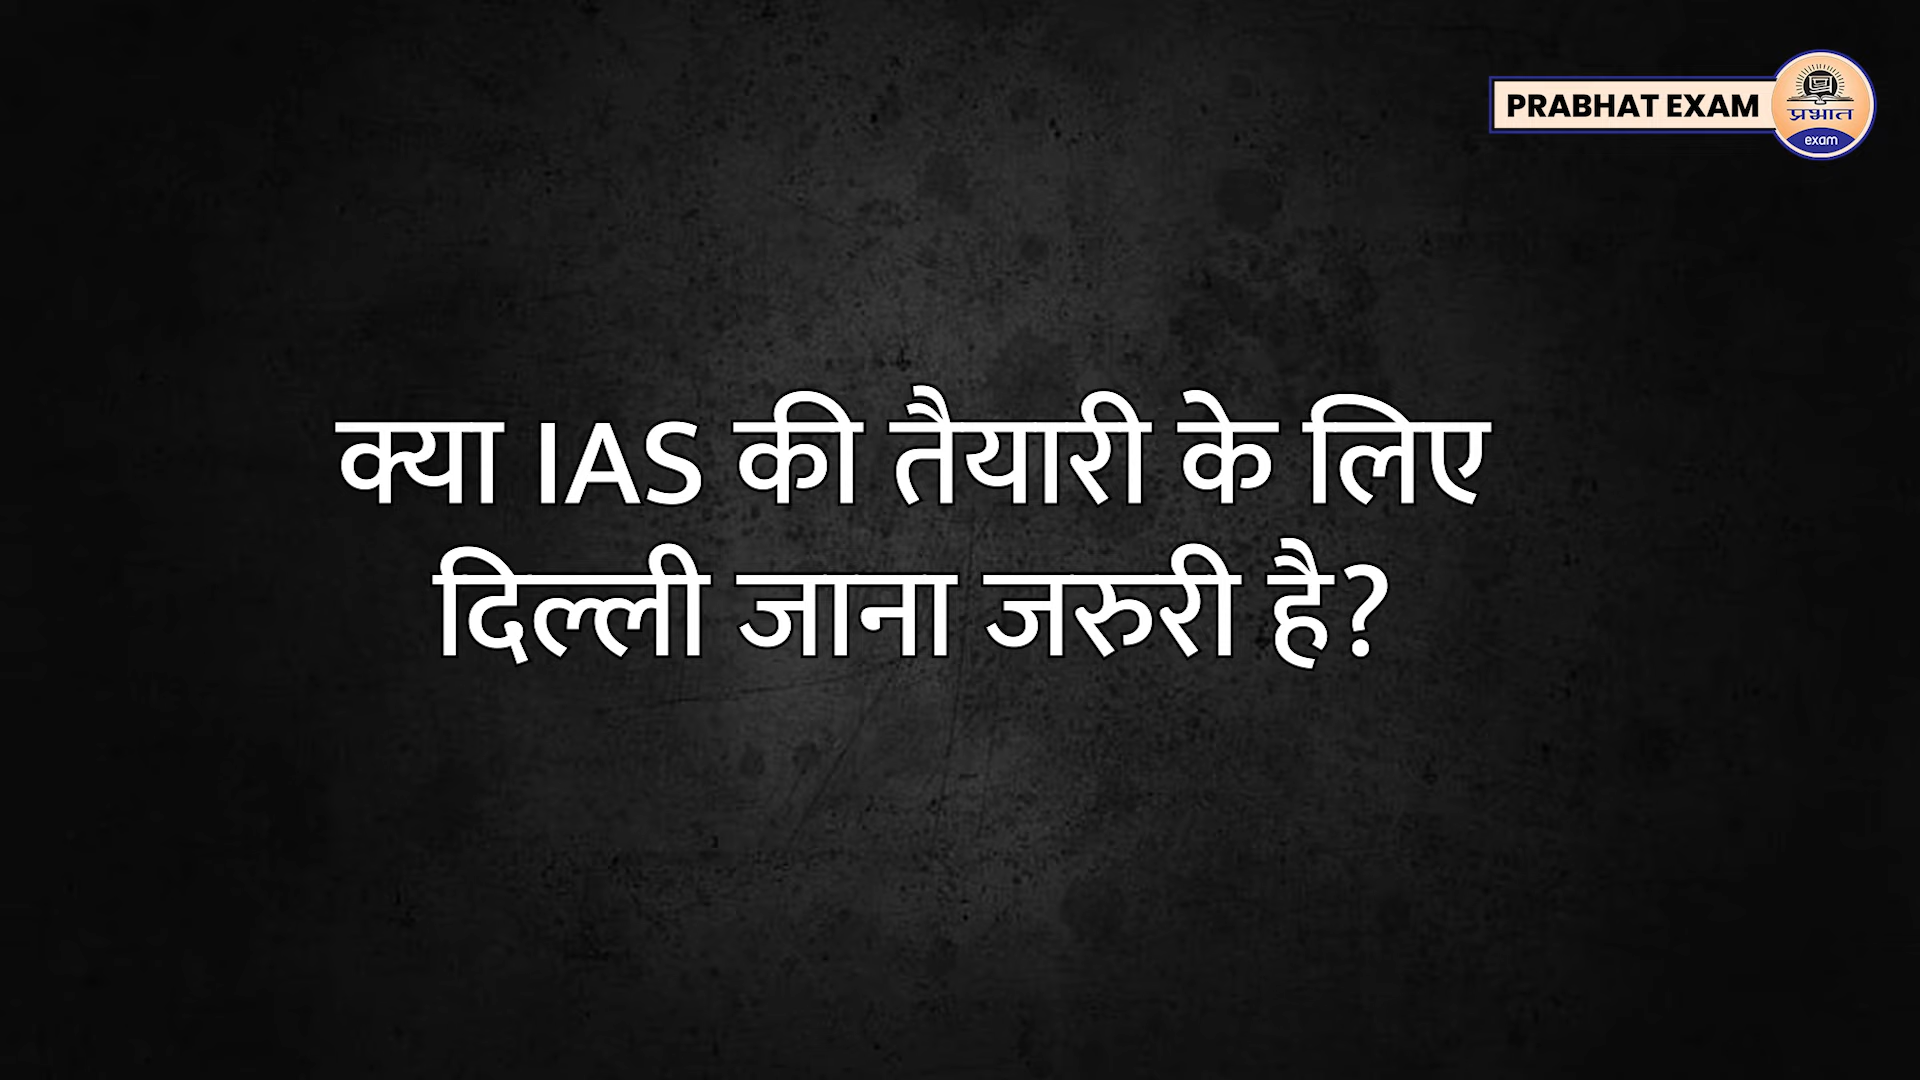 PRABHAT EXAM
प्रभात
exam
क्या IAS की तैयारी के लिए
दिल्ली जाना जरुरी है?